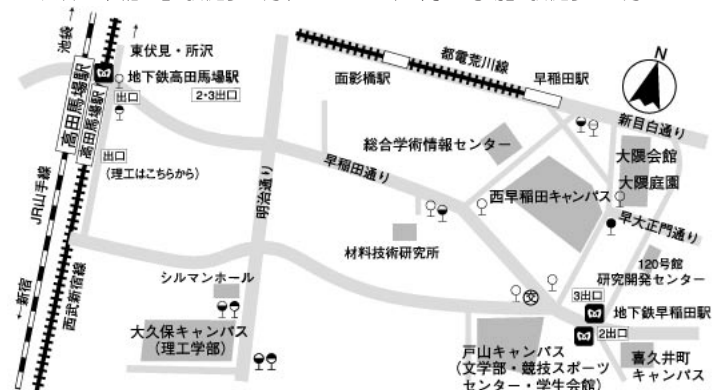 池袋→
東伏見・所沢
→
都電荒川線
面影橋駅
早稲田駅
N
地下鉄高田馬場駅
高田馬場駅
高田馬場駅
出口
2・3出口
出口
(理工はこちらから)
新目白通り
総合学術情報センター
大隈会館
大隈庭園
早稲田通り
明治通り
西早稲田キャンパス
早大正門通り
JR山手線
材料技術研究所
120号館
研究開発センター
シルマンホール
西武新宿線
←新宿
文
3出口
地下鉄早稲田駅
2出口
大久保キャンパス
(理工学部)
戸山キャンパス
(文学部・競技スポーツ
センター・学生会館)
喜久井町
キャンパス